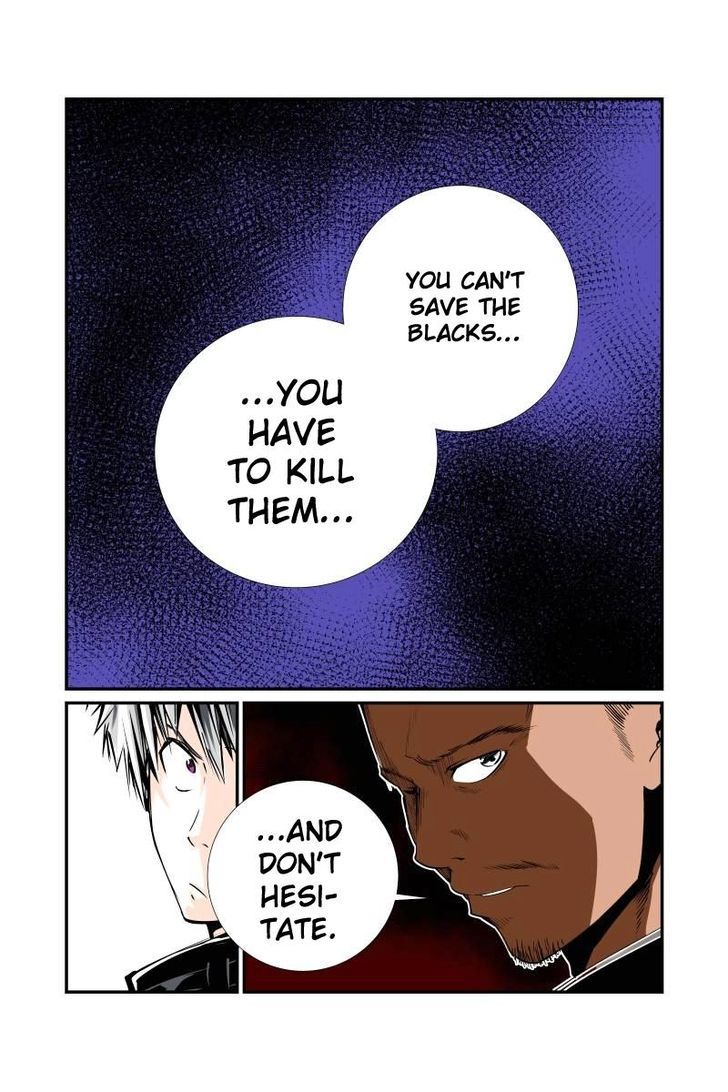 YOU CAN'T
SAVE THE
BLACKS...
...YOU
HAVE
TO KILL
THEM...
...AND
DON'T
HESI-
TATE.